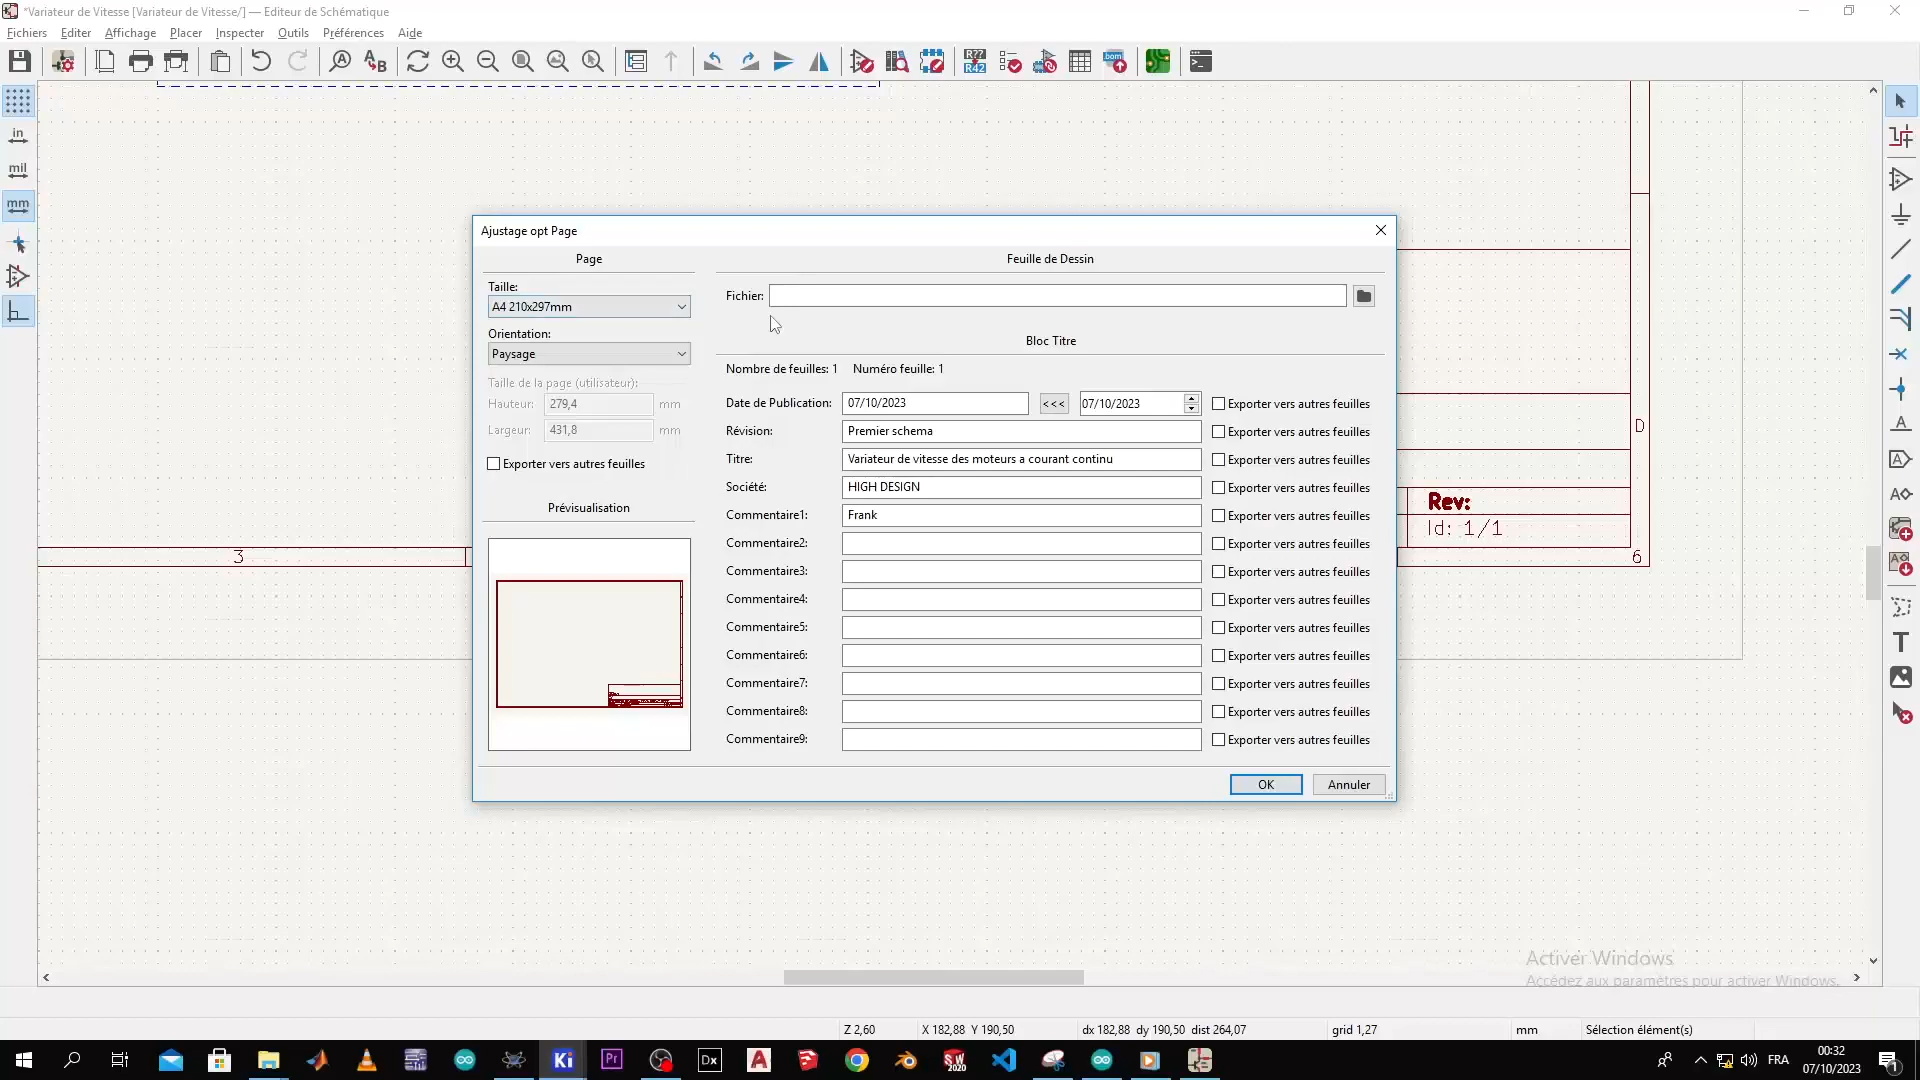 *Variateur de Vitesse [Variateur de Vitesse/] — Editeur de Schématique
Fichiers Editer Affichage Placer Inspecter Outils Préférences Aide
in
mil
mm
Ajustage opt Page
Page
Taille:
A4 210x297mm
Orientation:
Paysage
Taille de la page (utilisateur):
Hauteur: 279,4 mm
Largeur: 431,8 mm
Exporter vers autres feuilles
Prévisualisation
Feuille de Dessin
Fichier:
Bloc Titre
Nombre de feuilles: 1 Numéro feuille: 1
Date de Publication: 07/10/2023 <<< 07/10/2023 Exporter vers autres feuilles
Révision: Premier schema Exporter vers autres feuilles
Titre: Variateur de vitesse des moteurs a courant continu Exporter vers autres feuilles
Société: HIGH DESIGN Exporter vers autres feuilles
Commentaire1: Frank Exporter vers autres feuilles
Commentaire2: Exporter vers autres feuilles
Commentaire3: Exporter vers autres feuilles
Commentaire4: Exporter vers autres feuilles
Commentaire5: Exporter vers autres feuilles
Commentaire6: Exporter vers autres feuilles
Commentaire7: Exporter vers autres feuilles
Commentaire8: Exporter vers autres feuilles
Commentaire9: Exporter vers autres feuilles
OK Annuler
D
Rev:
Id: 1/1
3
6
Activer Windows
Accédez aux paramètres pour activer Windows.
Z 2,60 X 182,88 Y 190,50 dx 182,88 dy 190,50 dist 264,07 grid 1,27 mm Sélection élément(s)
Ki Pr Dx A SW 2020
FRA
00:32
07/10/2023